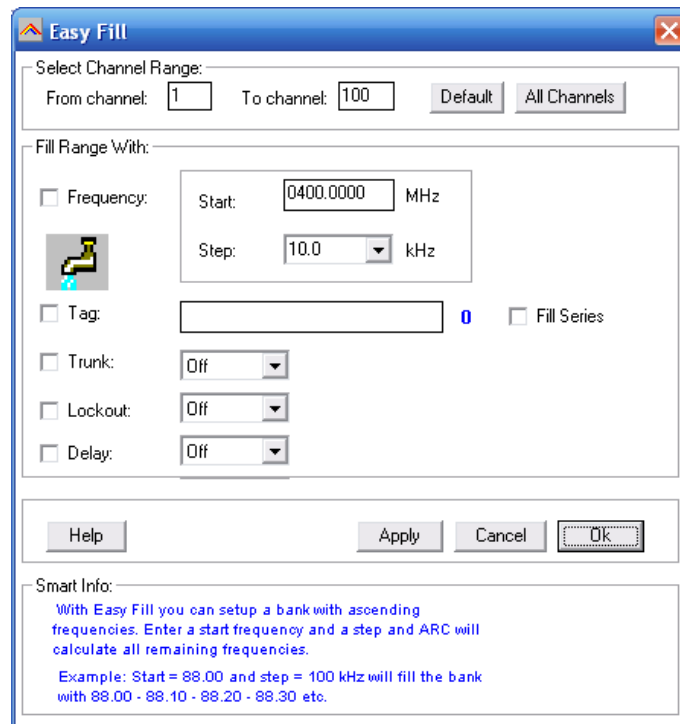 Easy Fill
Select Channel Range:
From channel: 1 To channel: 100 Default All Channels
Fill Range With:
Frequency: Start: 0400.0000 MHz
Step: 10.0 kHz
Tag: 0 Fill Series
Trunk: Off
Lockout: Off
Delay: Off
Help Apply Cancel Ok
Smart Info:
With Easy Fill you can setup a bank with ascending
frequencies. Enter a start frequency and a step and ARC will
calculate all remaining frequencies.
Example: Start = 88.00 and step = 100 kHz will fill the bank
with 88.00 - 88.10 - 88.20 - 88.30 etc.